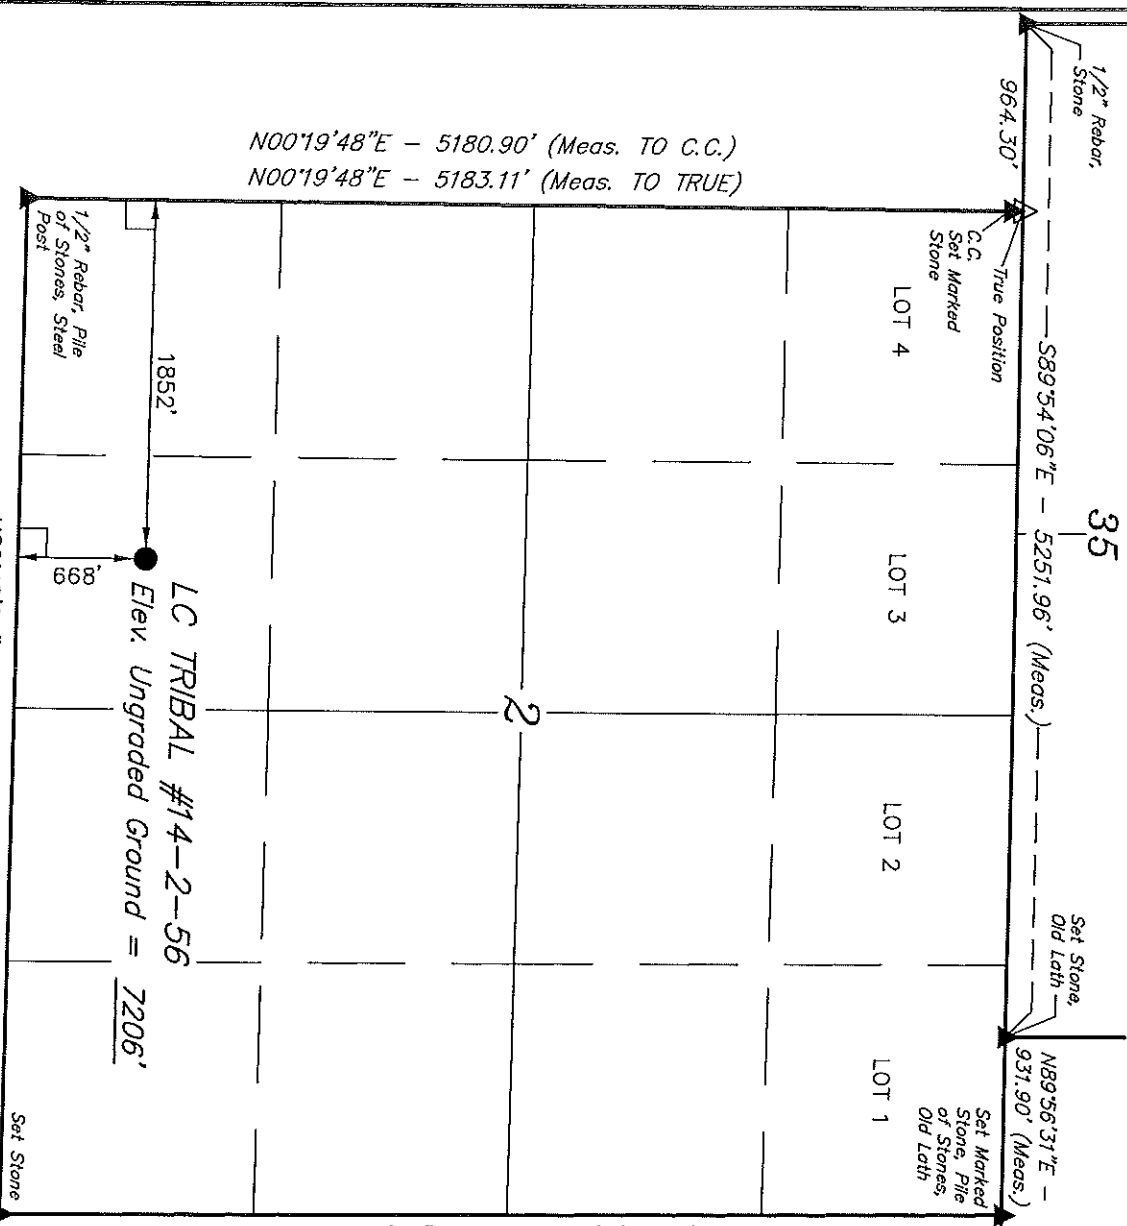 35
1/2" Rebar,
Stone
964.30'
S89°54'06"E - 5251.96' (Meas.)
Set Stone,
Old Lath
N89°56'31"E -
931.90' (Meas.)
True Position
C.C.
Set Marked
Stone
N00°19'48"E - 5180.90' (Meas. TO C.C.)
N00°19'48"E - 5183.11' (Meas. TO TRUE)
LOT 4
LOT 3
LOT 2
LOT 1
Set Marked
Stone, Pile
of Stones,
Old Lath
2
1852'
668'
LC TRIBAL #14-2-56
Elev. Ungraded Ground = 7206'
1/2" Rebar, Pile
of Stones, Steel
Post
Set Stone